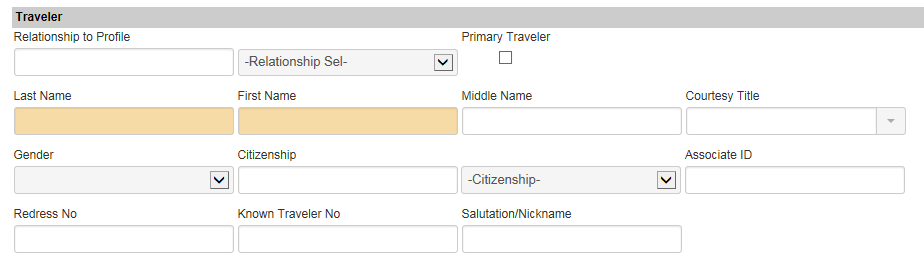 Traveler
Relationship to Profile Primary Traveler
-Relationship Sel-
Last Name First Name Middle Name Courtesy Title
Gender Citizenship Associate ID
-Citizenship-
Redress No Known Traveler No Salutation/Nickname